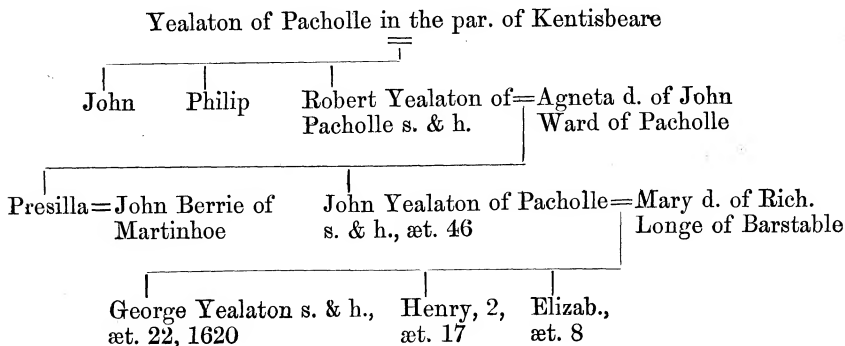 Yealaton of Pacholle in the par. of Kentisbeare
John Philip Robert Yealaton of=Agneta d. of John
Pacholle s. & h. Ward of Pacholle
Presilla=John Berrie of John Yealaton of Pacholle=Mary d. of Rich.
Martinhoe s. & h., æt. 46 Longe of Barstable
George Yealaton s. & h., Henry, 2, Elizab.,
æt. 22, 1620 æt. 17 æt. 8